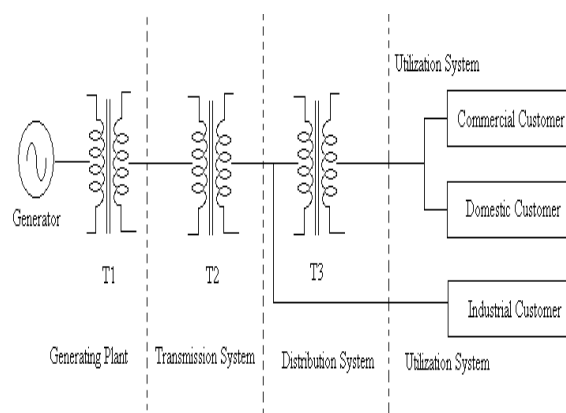 Utilization System
Commercial Customer
Generator
Domestic Customer
T1
T2
T3
Industrial Customer
Generating Plant
Transmission System
Distribution System
Utilization System